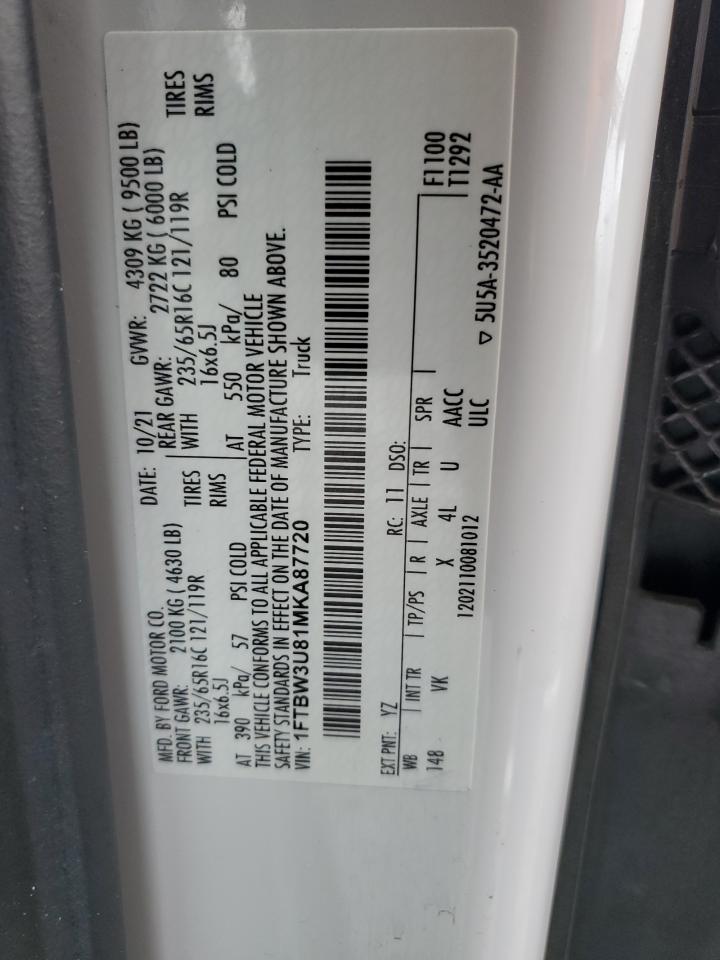 MFD. BY FORD MOTOR CO.
DATE: 10/21 GVWR: 4309 KG ( 9500 LB)
FRONT GAWR: 2100 KG ( 4630 LB) REAR GAWR: 2722 KG ( 6000 LB)
WITH 235/65R16C 121/119R TIRES WITH 235/65R16C 121/119R TIRES
16x6.5J RIMS 16x6.5J RIMS
AT 390 kPa/ 57 PSI COLD AT 550 kPa/ 80 PSI COLD
THIS VEHICLE CONFORMS TO ALL APPLICABLE FEDERAL MOTOR VEHICLE
SAFETY STANDARDS IN EFFECT ON THE DATE OF MANUFACTURE SHOWN ABOVE.
VIN: 1FTBW3U81MKA87720 TYPE: Truck
EXT PNT: YZ RC: 11 DSO:
WB INT TR TP/PS R AXLE TR SPR F1100
148 VK X 4L U AACC T1292
1202110081012 ULC ▽ 5U5A-3520472-AA